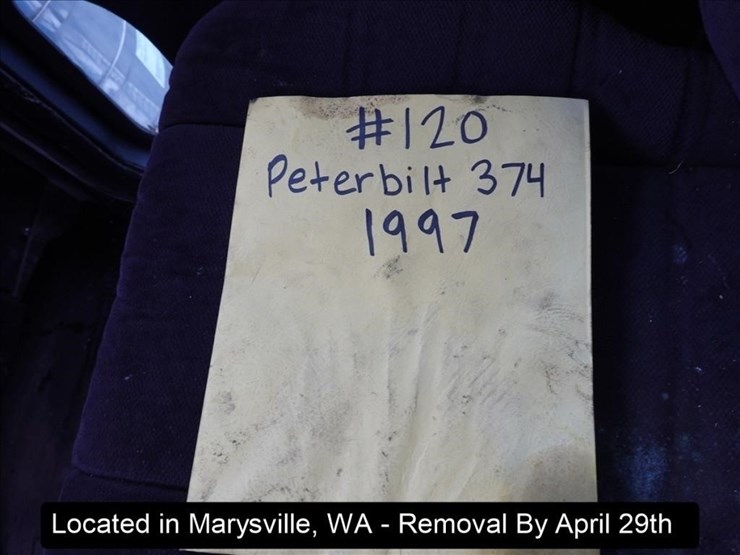 #120
Peterbilt 374
1997
Located in Marysville, WA - Removal By April 29th